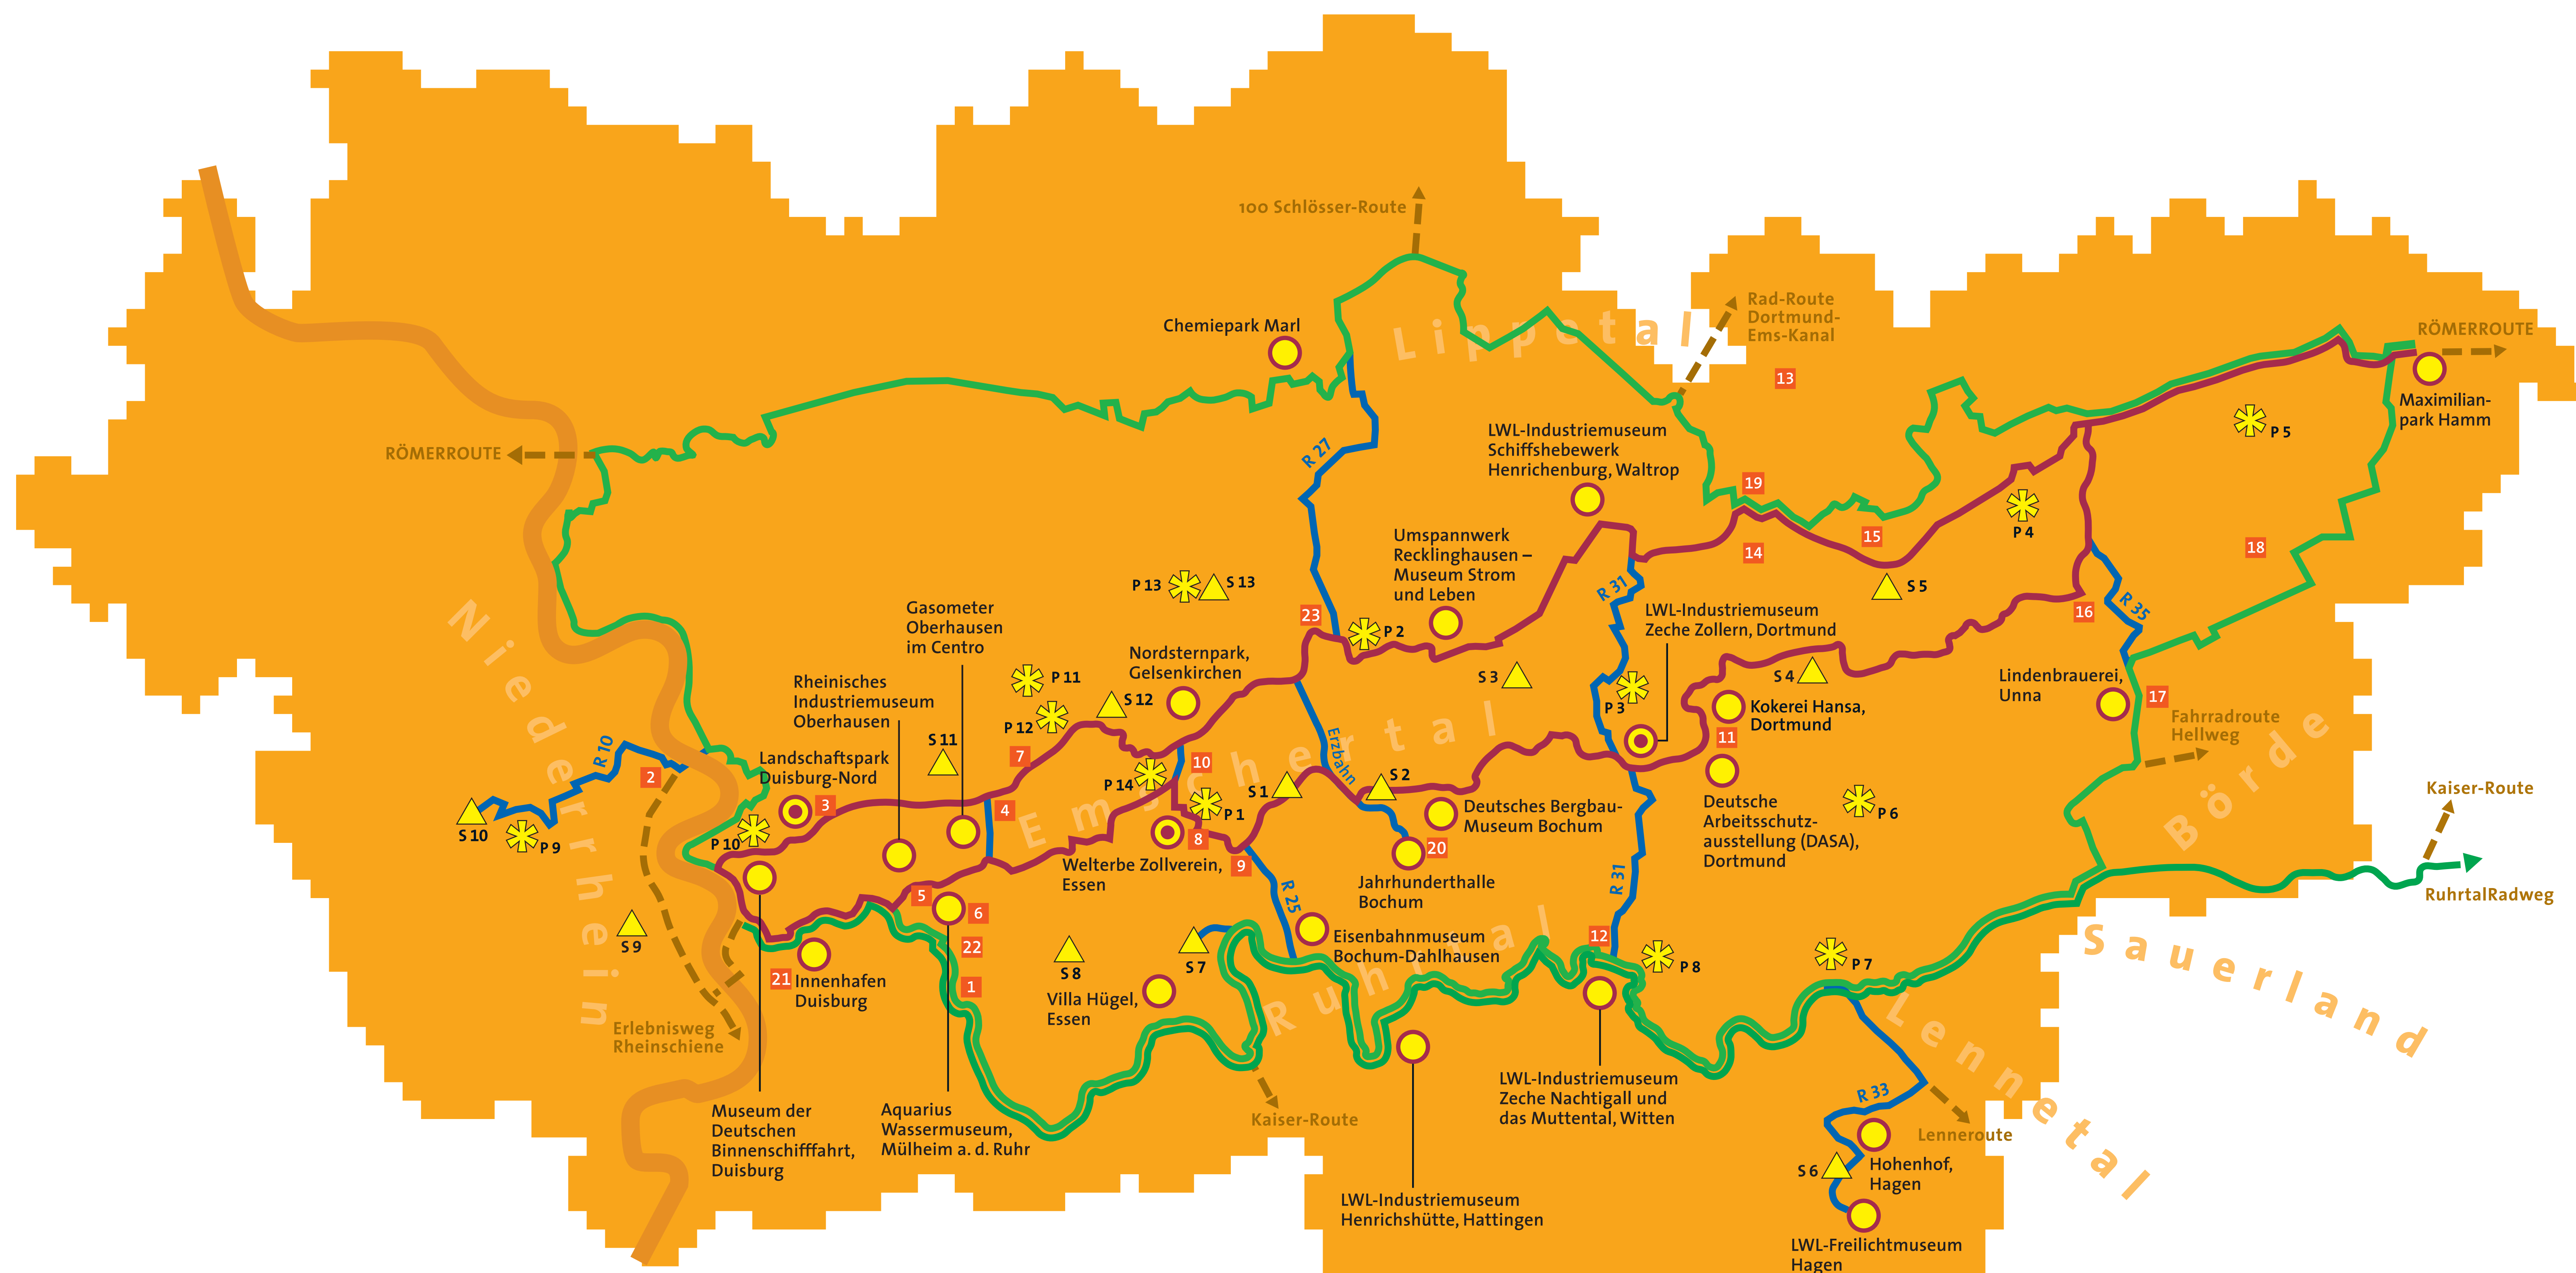 100 Schlösser-Route
Rad-Route
Dortmund-
Ems-Kanal
RÖMERROUTE
Chemiepark Marl
Lippetal
13
Maximilian-
park Hamm
P 5
RÖMERROUTE
R 27
LWL-Industriemuseum
Schiffshebewerk
Henrichenburg, Waltrop
19
15
14
P 4
18
Umspannwerk
Recklinghausen –
Museum Strom
und Leben
P 13
S 13
R 31
S 5
R 35
16
Gasometer
Oberhausen
im Centro
23
P 2
LWL-Industriemuseum
Zeche Zollern, Dortmund
Niederrhein
Nordsternpark,
Gelsenkirchen
P 11
P 12
S 12
S 3
P 3
S 4
Lindenbrauerei,
Unna
17
Fahrradroute
Hellweg
Rheinisches
Industriemuseum
Oberhausen
Kokerei Hansa,
Dortmund
11
S 11
7
R 10
2
Landschaftspark
Duisburg-Nord
3
Emschertal
Erzbahn
10
P 14
P 1
S 1
S 2
4
Deutsches Bergbau-
Museum Bochum
Deutsche
Arbeitsschutz-
ausstellung (DASA),
Dortmund
P 6
Börde
Kaiser-Route
RuhrtalRadweg
S 10
P 9
P 10
8
9
Welterbe Zollverein,
Essen
20
Jahrhunderthalle
Bochum
R 25
R 31
5
6
22
1
S 9
21
Innenhafen
Duisburg
S 8
S 7
Villa Hügel,
Essen
Eisenbahnmuseum
Bochum-Dahlhausen
Ruhrtal
12
P 8
P 7
Sauerland
Lennetal
Erlebnisweg
Rheinschiene
Kaiser-Route
Museum der
Deutschen
Binnenschifffahrt,
Duisburg
Aquarius
Wassermuseum,
Mülheim a. d. Ruhr
LWL-Industriemuseum
Zeche Nachtigall und
das Muttental, Witten
R 33
Lenneroute
S 6
Hohenhof,
Hagen
LWL-Industriemuseum
Henrichshütte, Hattingen
LWL-Freilichtmuseum
Hagen